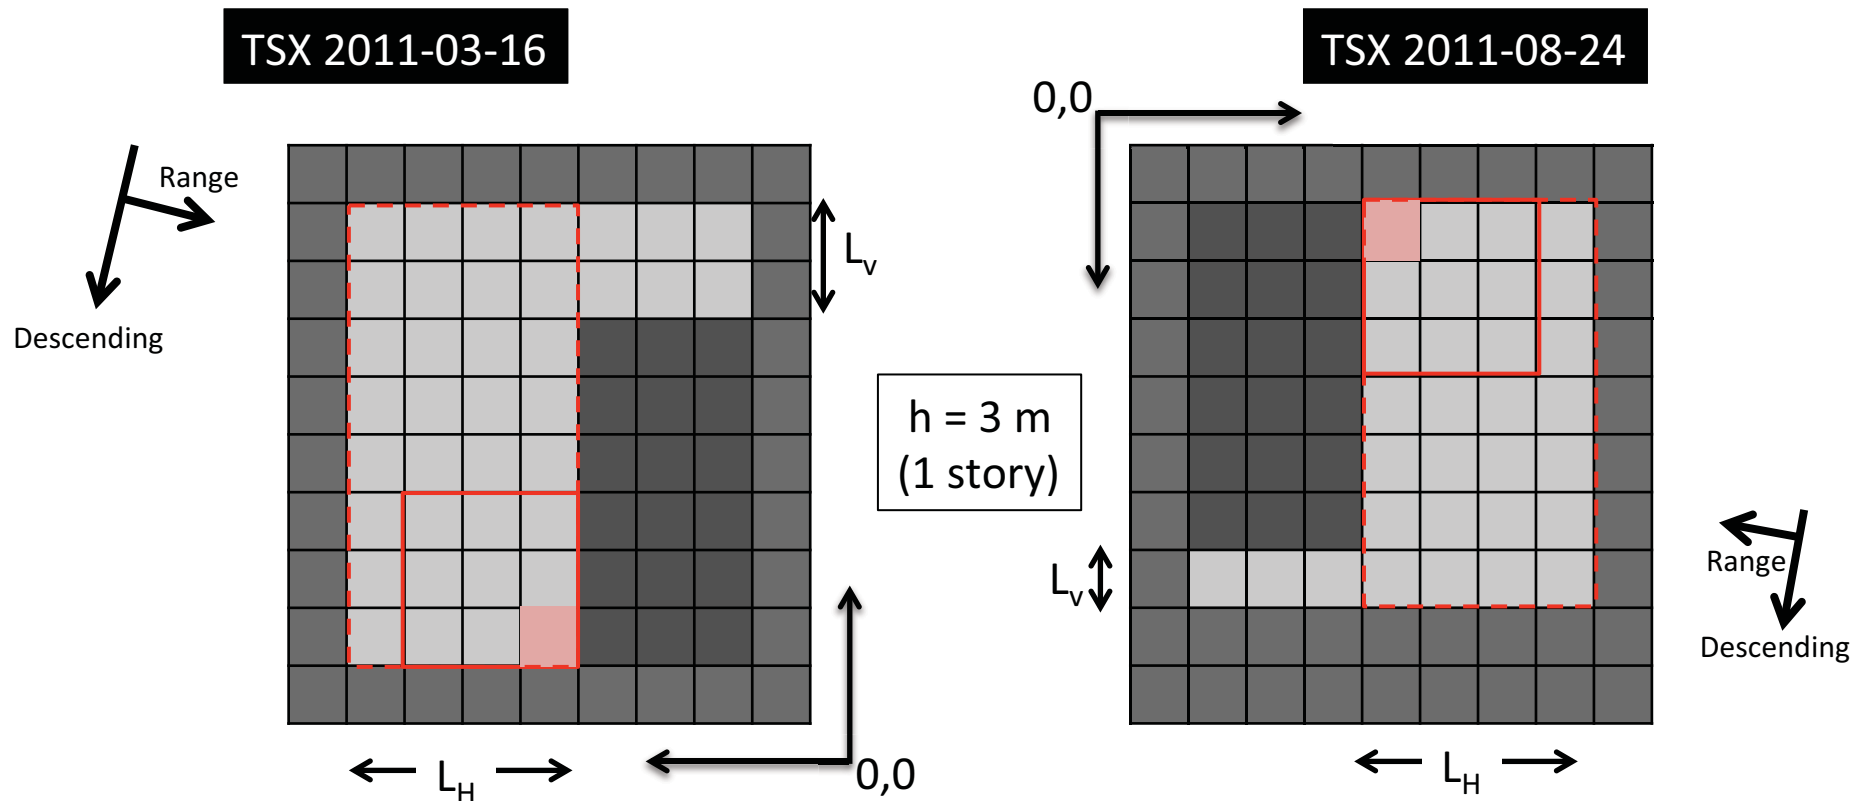 TSX 2011-03-16
TSX 2011-08-24
0,0
Range
Descending
Lv
h = 3 m
(1 story)
Lv
Range
Descending
LH
0,0
LH